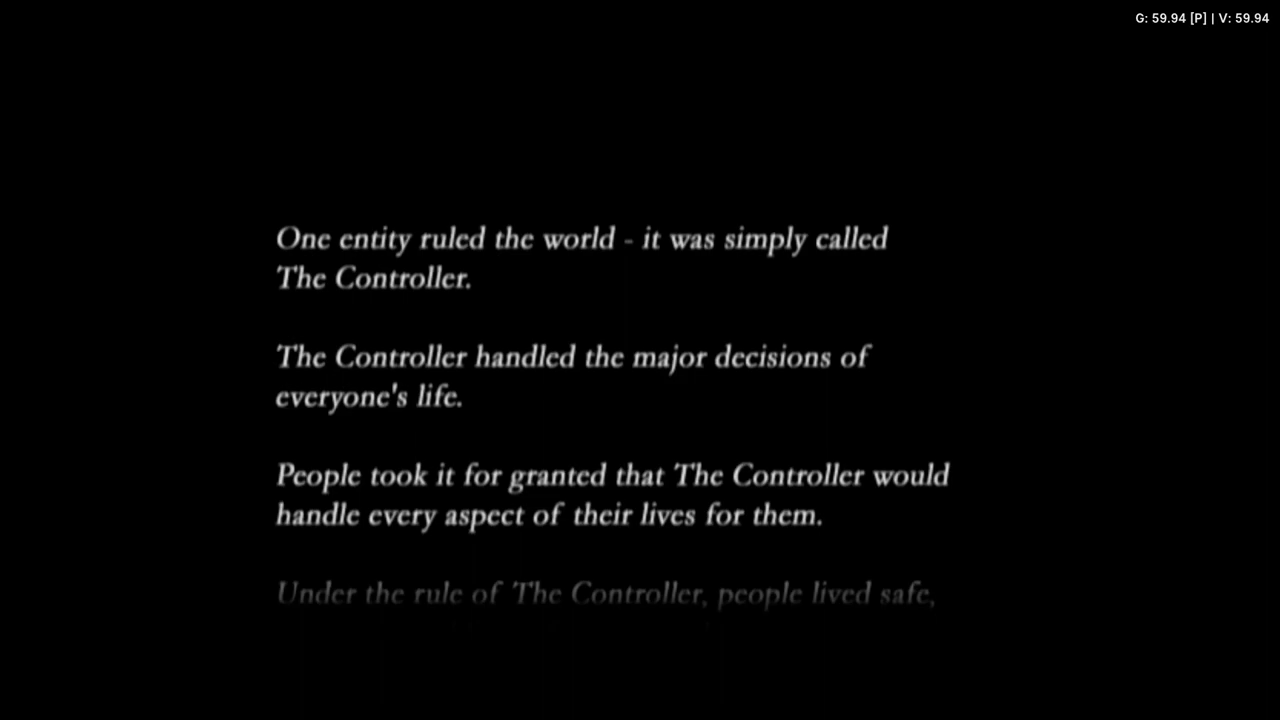 G: 59.94 [P] | V: 59.94
One entity ruled the world - it was simply called
The Controller.
The Controller handled the major decisions of
everyone's life.
People took it for granted that The Controller would
handle every aspect of their lives for them.
Under the rule of The Controller, people lived safe,